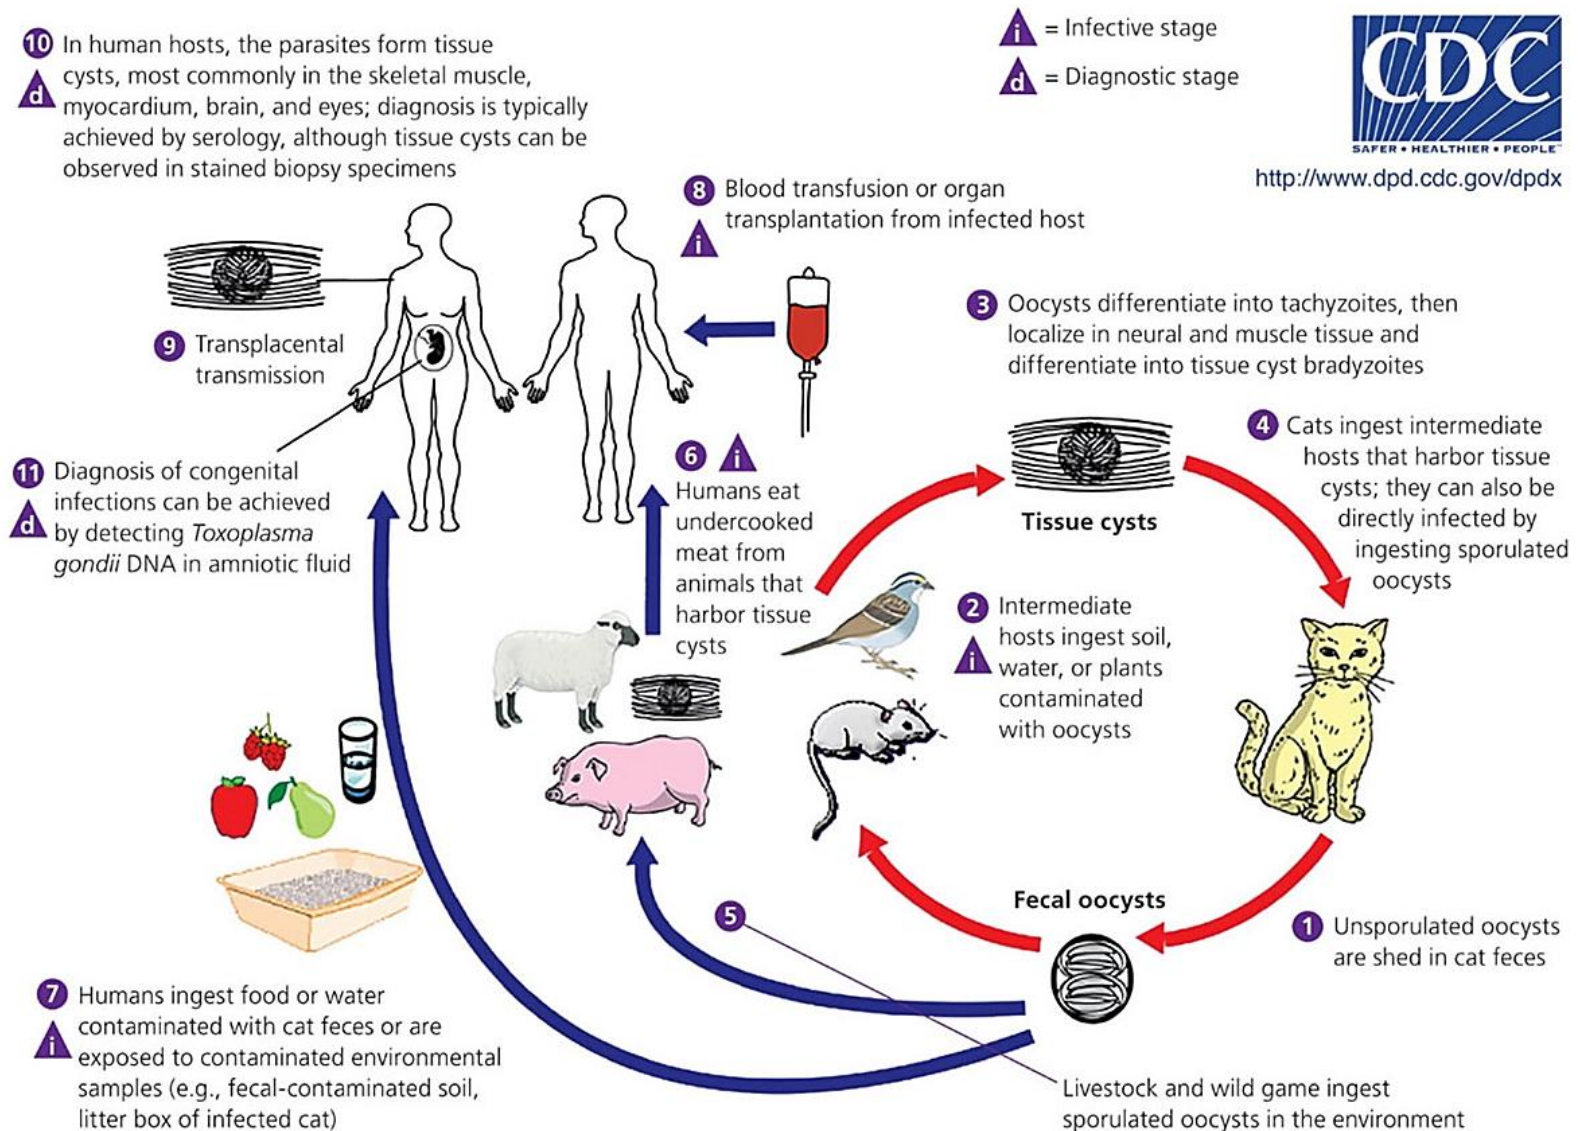 10 In human hosts, the parasites form tissue
cysts, most commonly in the skeletal muscle,
d myocardium, brain, and eyes; diagnosis is typically
achieved by serology, although tissue cysts can be
observed in stained biopsy specimens
i = Infective stage
d = Diagnostic stage
CDC
SAFER • HEALTHIER • PEOPLE™
http://www.dpd.cdc.gov/dpdx
8 Blood transfusion or organ
transplantation from infected host
i
9 Transplacental
transmission
3 Oocysts differentiate into tachyzoites, then
localize in neural and muscle tissue and
differentiate into tissue cyst bradyzoites
Tissue cysts
4 Cats ingest intermediate
hosts that harbor tissue
cysts; they can also be
directly infected by
ingesting sporulated
oocysts
11 Diagnosis of congenital
infections can be achieved
d by detecting Toxoplasma
gondii DNA in amniotic fluid
6 i
Humans eat
undercooked
meat from
animals that
harbor tissue
cysts
2 Intermediate
hosts ingest soil,
i water, or plants
contaminated
with oocysts
Fecal oocysts
1 Unsporulated oocysts
are shed in cat feces
5
Livestock and wild game ingest
sporulated oocysts in the environment
7 Humans ingest food or water
contaminated with cat feces or are
i exposed to contaminated environmental
samples (e.g., fecal-contaminated soil,
litter box of infected cat)